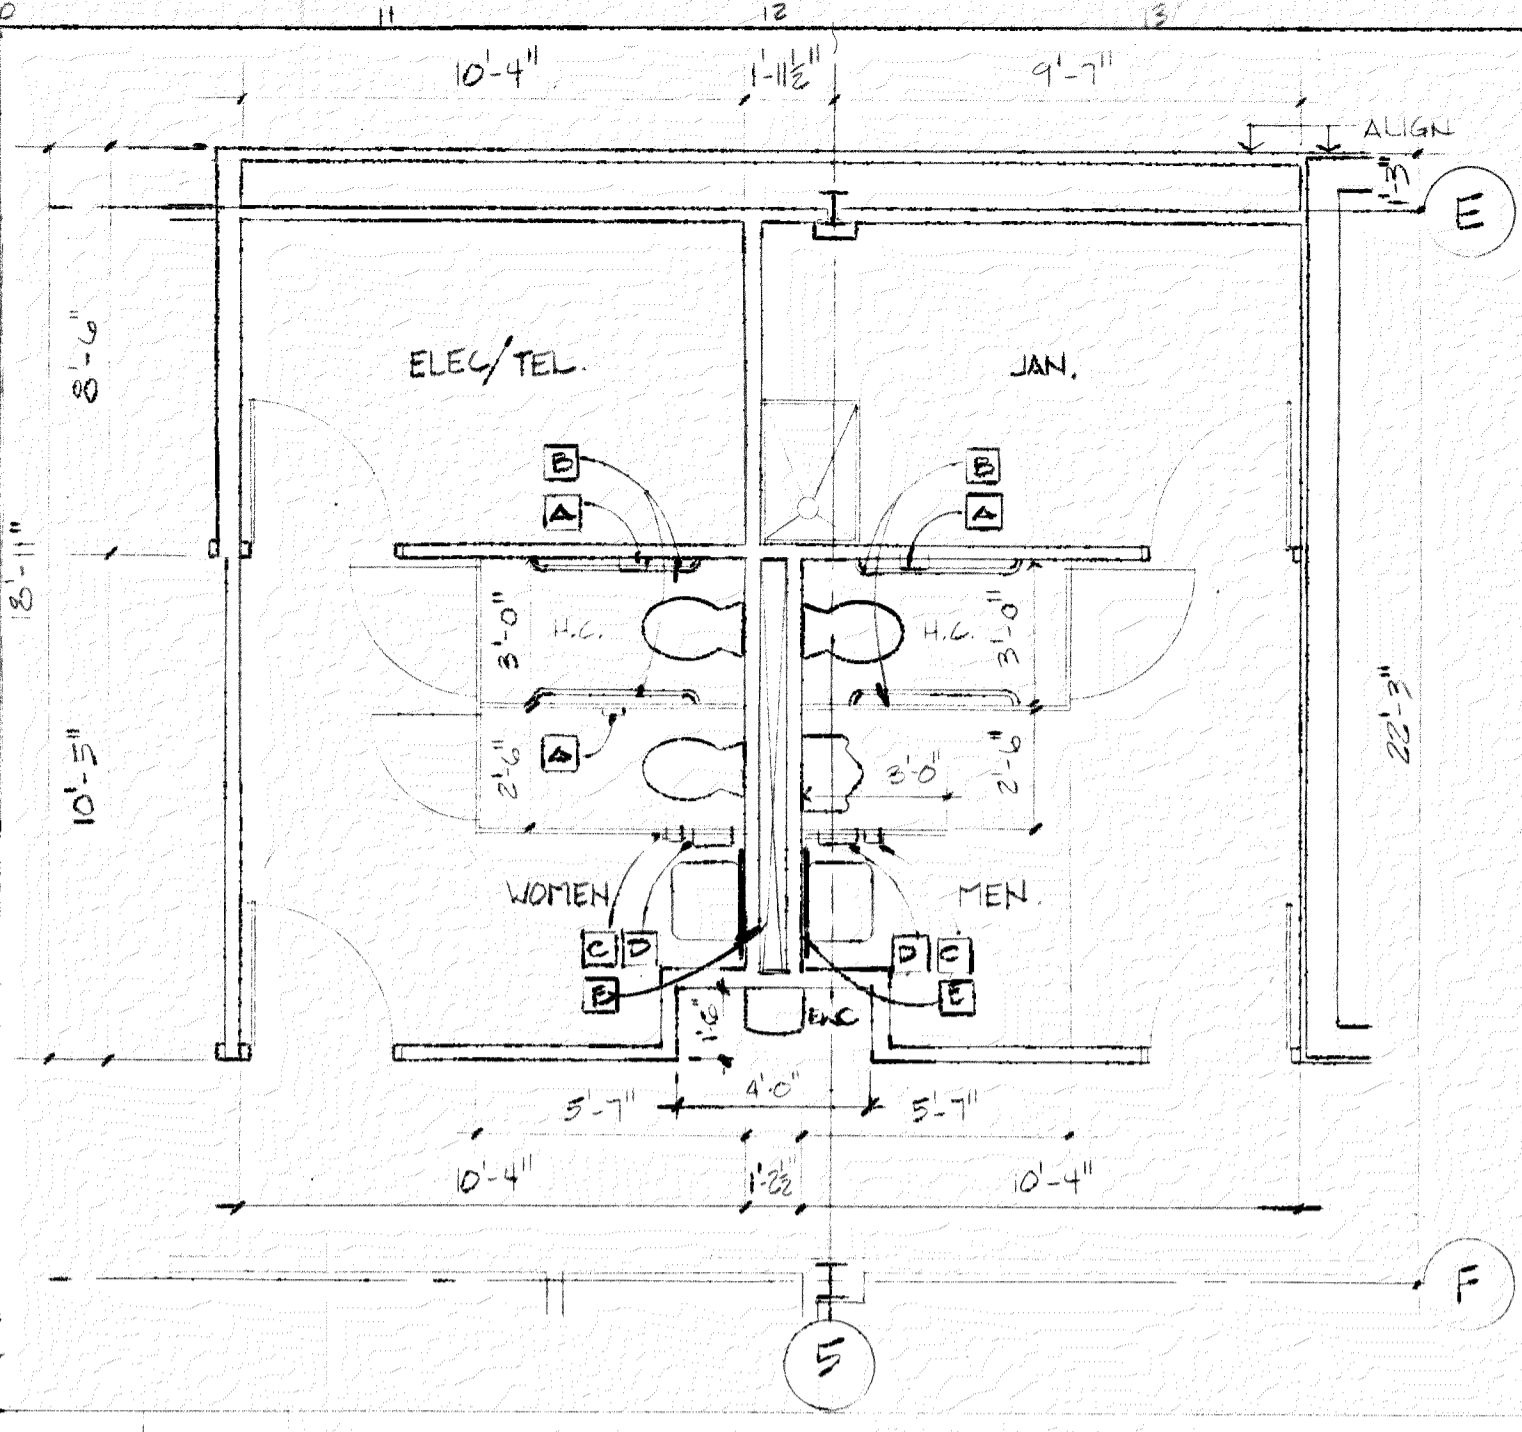 11 12 13
10'-4" 1'-11½" 9'-7"
ALIGN
1'-3"
E
8'-6"
ELEC/TEL. JAN.
B B
A A
18'-11"
3'-0" H.C. H.C. 3'-0"
22'-3"
10'-5"
2'-6" A 3'-0" 2'-6"
WOMEN. MEN.
C D D C
E E
1'-6" EWC
5'-7" 4'-0" 5'-7"
10'-4" 1'-2½" 10'-4"
F
5